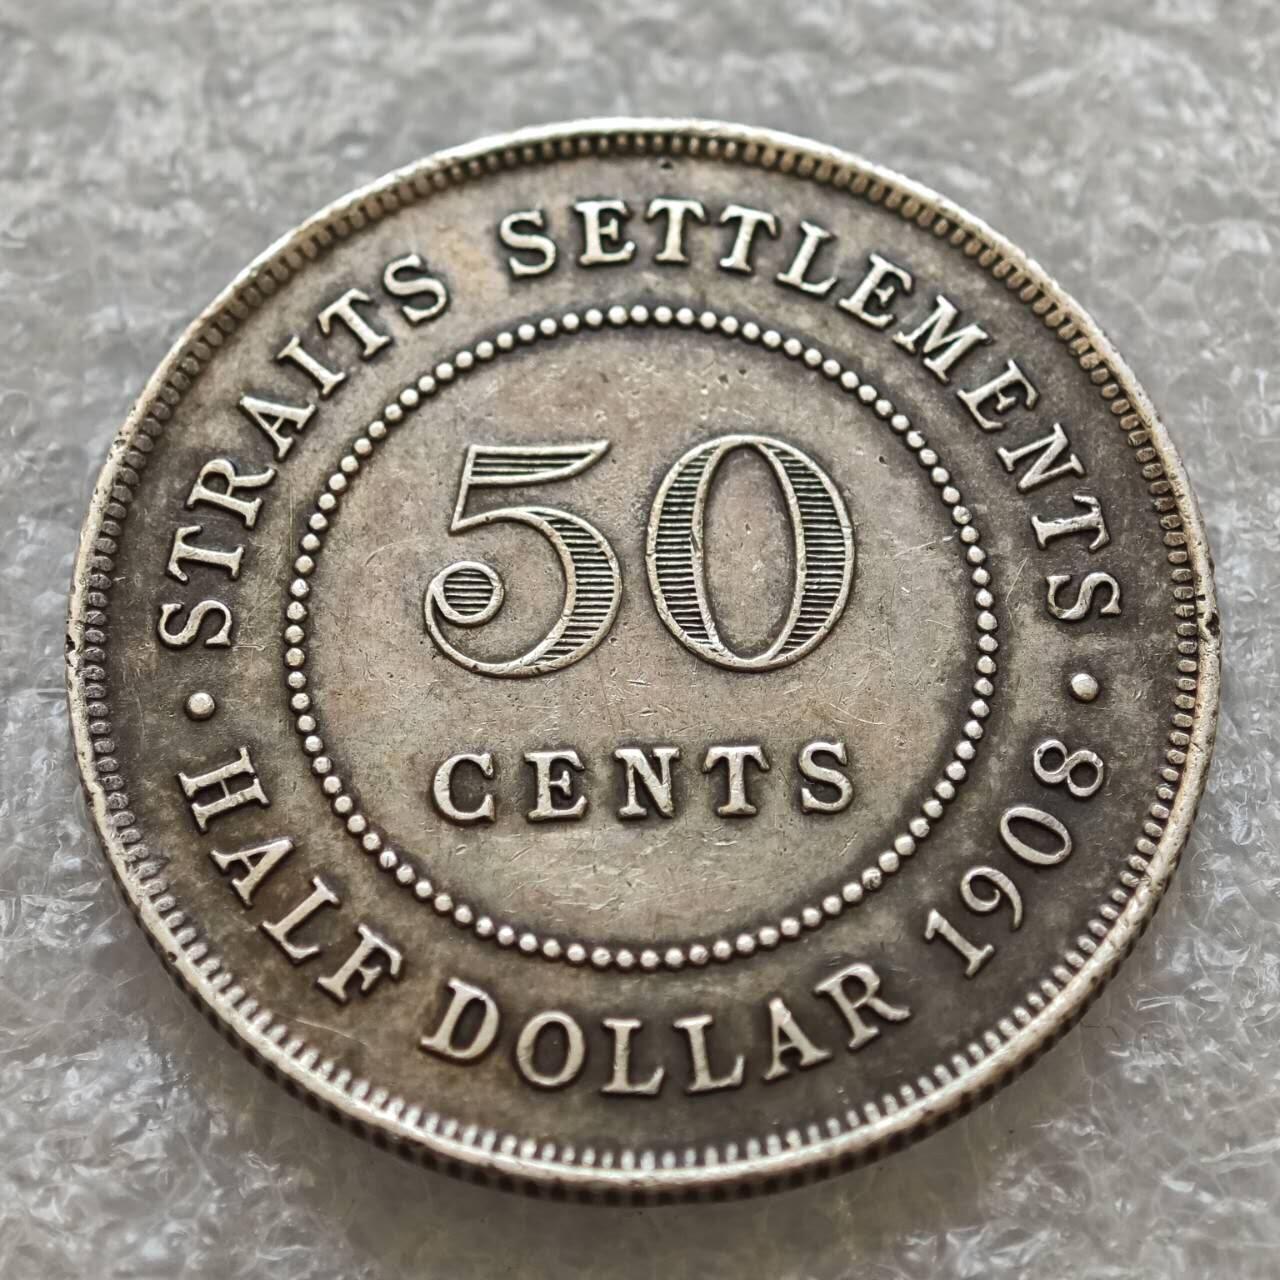 STRAITS SETTLEMENTS
50
CENTS
· HALF DOLLAR 1908 ·